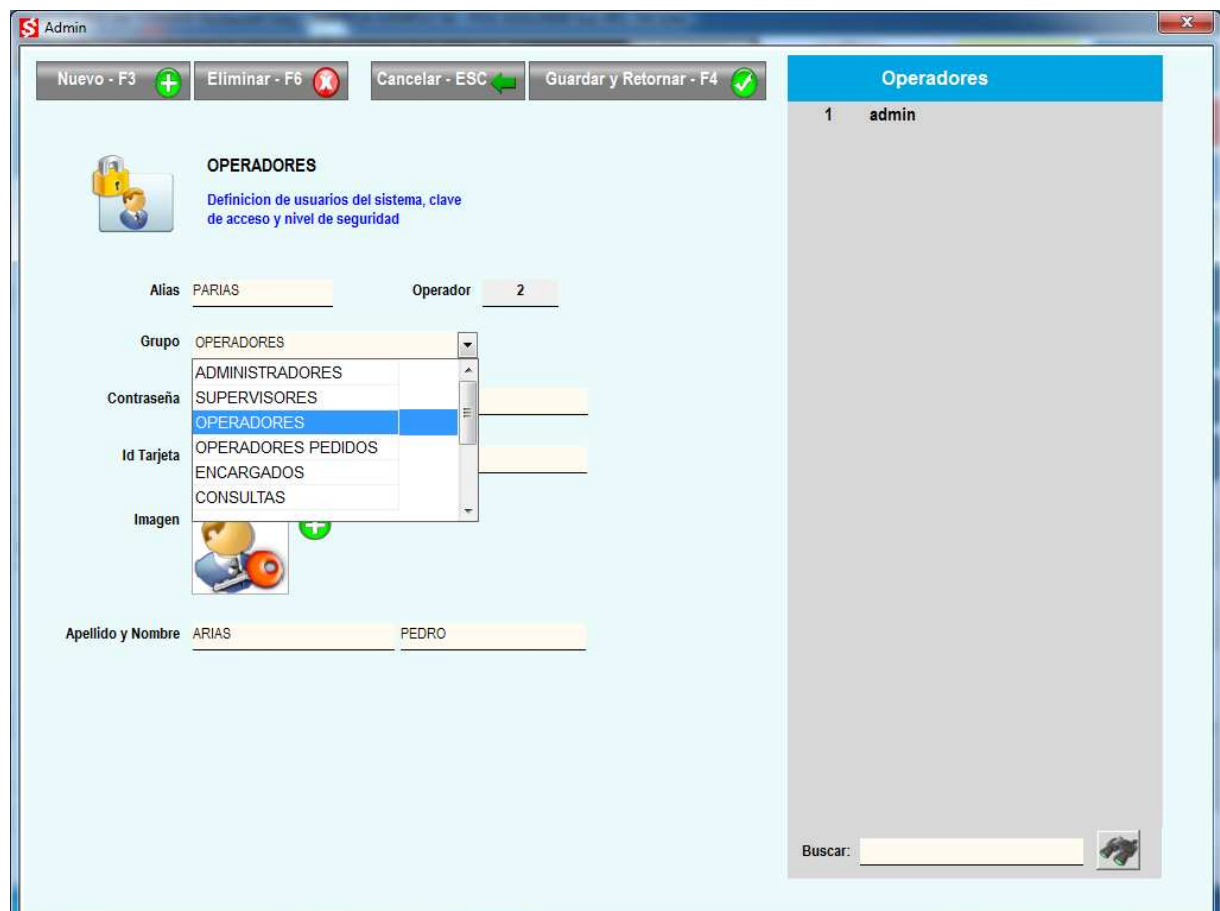 Admin
Nuevo - F3
Eliminar - F6
Cancelar - ESC
Guardar y Retornar - F4
OPERADORES
Definicion de usuarios del sistema, clave
de acceso y nivel de seguridad
Alias PARIAS Operador 2
Grupo OPERADORES
ADMINISTRADORES
Contraseña
SUPERVISORES
OPERADORES
Id Tarjeta
OPERADORES PEDIDOS
ENCARGADOS
CONSULTAS
Imagen
Apellido y Nombre ARIAS PEDRO
Operadores
1 admin
Buscar: